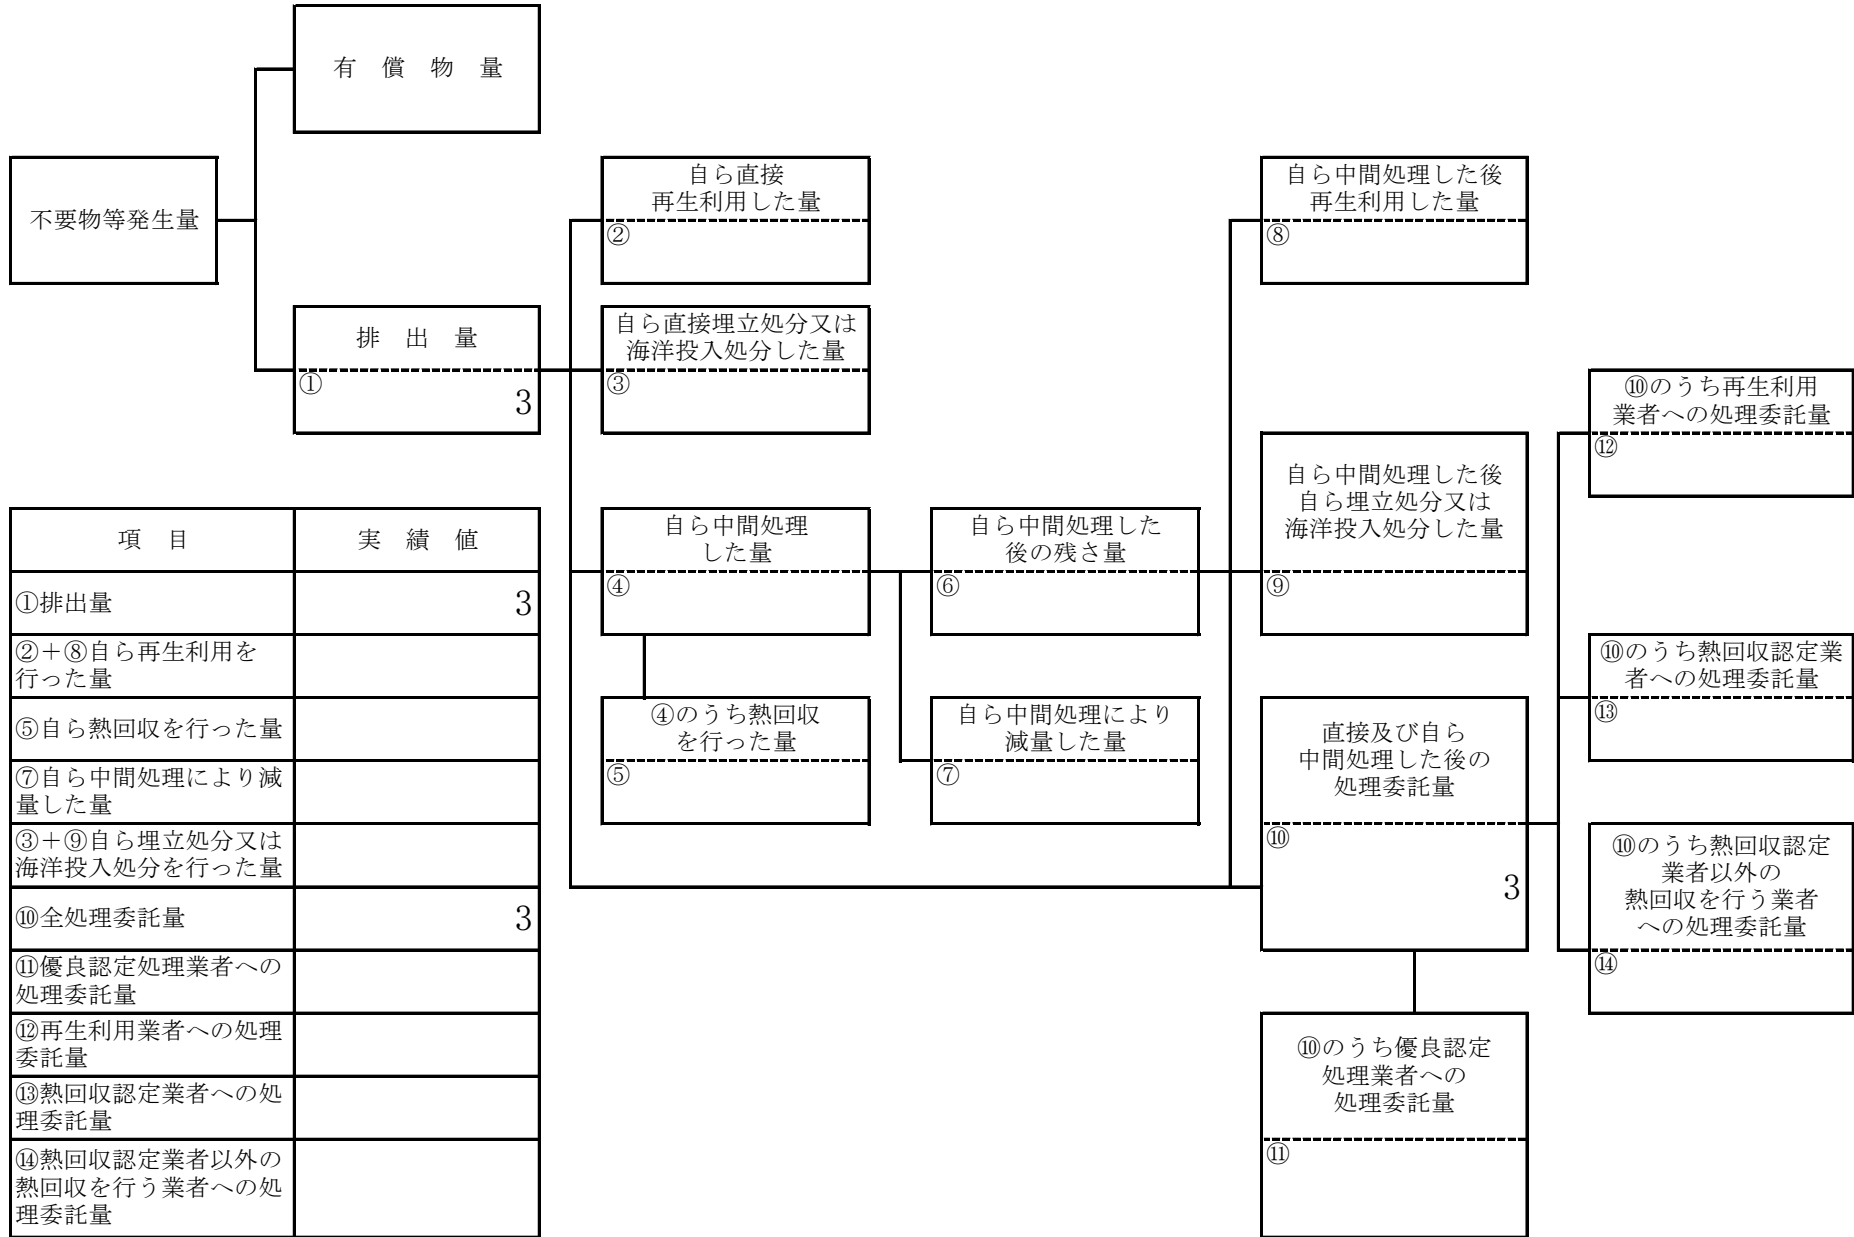 有　償　物　量
不要物等発生量
排　出　量
①
3
自ら直接
再生利用した量
②
自ら直接埋立処分又は
海洋投入処分した量
③
自ら中間処理
した量
④
④のうち熱回収
を行った量
⑤
自ら中間処理した
後の残さ量
⑥
自ら中間処理により
減量した量
⑦
自ら中間処理した後
再生利用した量
⑧
自ら中間処理した後
自ら埋立処分又は
海洋投入処分した量
⑨
直接及び自ら
中間処理した後の
処理委託量
⑩
3
⑩のうち優良認定
処理業者への
処理委託量
⑪
⑩のうち再生利用
業者への処理委託量
⑫
⑩のうち熱回収認定業
者への処理委託量
⑬
⑩のうち熱回収認定
業者以外の
熱回収を行う業者
への処理委託量
⑭
項　目　実　績　値
①排出量　3
②＋⑧自ら再生利用を
行った量
⑤自ら熱回収を行った量
⑦自ら中間処理により減
量した量
③＋⑨自ら埋立処分又は
海洋投入処分を行った量
⑩全処理委託量　3
⑪優良認定処理業者への
処理委託量
⑫再生利用業者への処理
委託量
⑬熱回収認定業者への処
理委託量
⑭熱回収認定業者以外の
熱回収を行う業者への処
理委託量